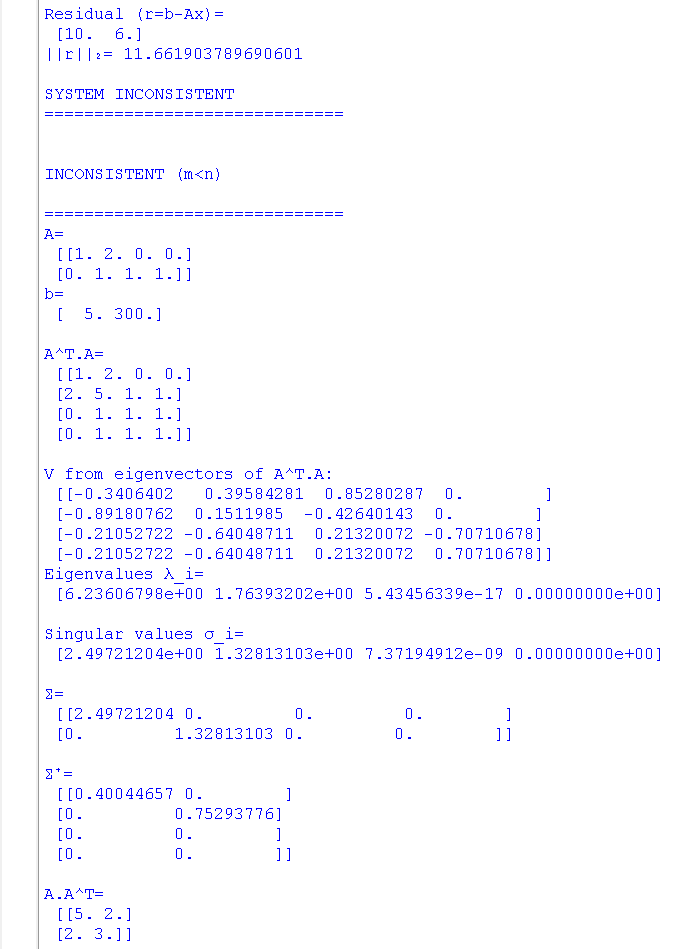 Residual (r=b-Ax)=
[10.  6.]
||r||₂= 11.661903789690601
SYSTEM INCONSISTENT
==============================
INCONSISTENT (m<n)
==============================
A=
[[1. 2. 0. 0.]
[0. 1. 1. 1.]]
b=
[  5. 300.]
A^T.A=
[[1. 2. 0. 0.]
[2. 5. 1. 1.]
[0. 1. 1. 1.]
[0. 1. 1. 1.]]
V from eigenvectors of A^T.A:
[[-0.3406402   0.39584281  0.85280287  0.        ]
[-0.89180762  0.1511985  -0.42640143  0.        ]
[-0.21052722 -0.64048711  0.21320072 -0.70710678]
[-0.21052722 -0.64048711  0.21320072  0.70710678]]
Eigenvalues λ_i=
[6.23606798e+00 1.76393202e+00 5.43456339e-17 0.00000000e+00]
Singular values σ_i=
[2.49721204e+00 1.32813103e+00 7.37194912e-09 0.00000000e+00]
Σ=
[[2.49721204 0.         0.         0.        ]
[0.         1.32813103 0.         0.        ]]
Σ⁺=
[[0.40044657 0.        ]
[0.         0.75293776]
[0.         0.        ]
[0.         0.        ]]
A.A^T=
[[5. 2.]
[2. 3.]]